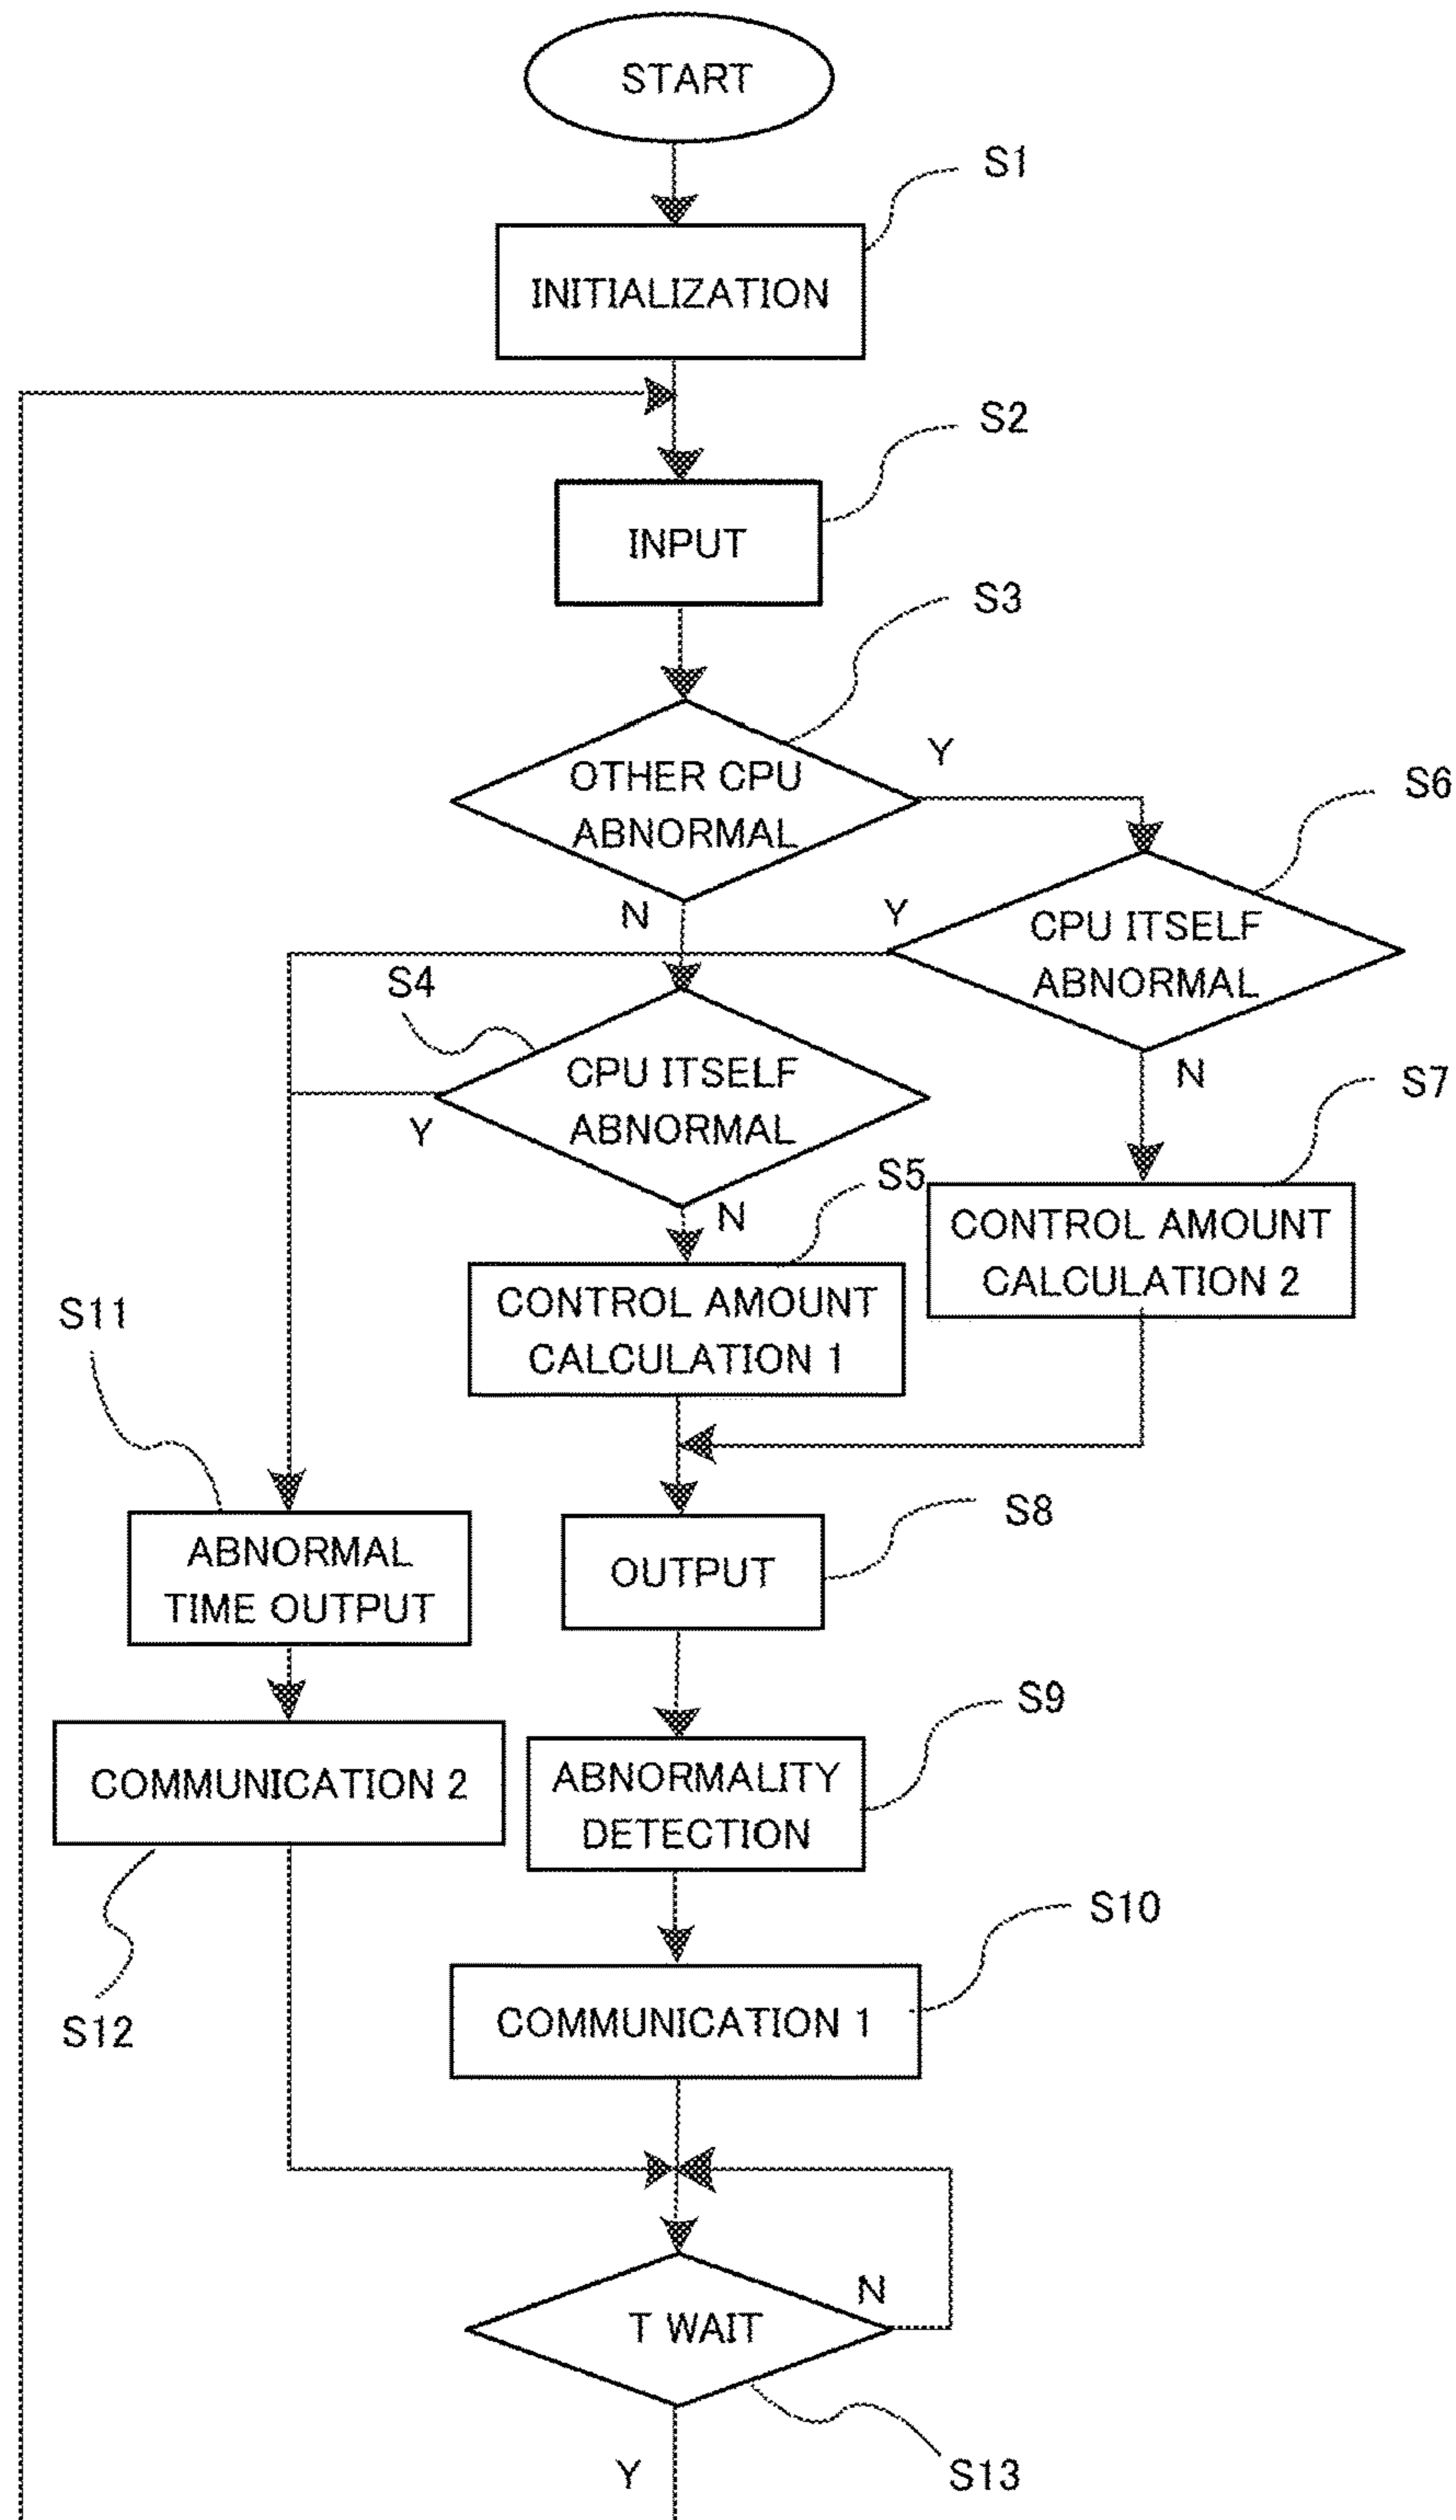 START
S1
INITIALIZATION
S2
INPUT
S3
OTHER CPU
ABNORMAL
Y
N
S6
CPU ITSELF
ABNORMAL
Y
N
S4
CPU ITSELF
ABNORMAL
Y
N
S5
CONTROL AMOUNT
CALCULATION 1
S7
CONTROL AMOUNT
CALCULATION 2
S11
ABNORMAL
TIME OUTPUT
S8
OUTPUT
COMMUNICATION 2
S12
S9
ABNORMALITY
DETECTION
S10
COMMUNICATION 1
T WAIT
N
Y
S13